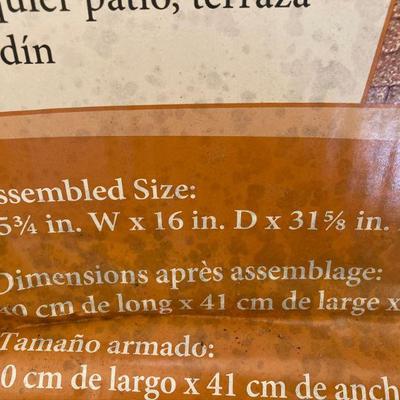 quier patio, terraza
dín
ssembled Size:
5¾ in. W x 16 in. D x 31⅝ in.
Dimensions après assemblage:
40 cm de long x 41 cm de large x
Tamaño armado:
0 cm de largo x 41 cm de anch